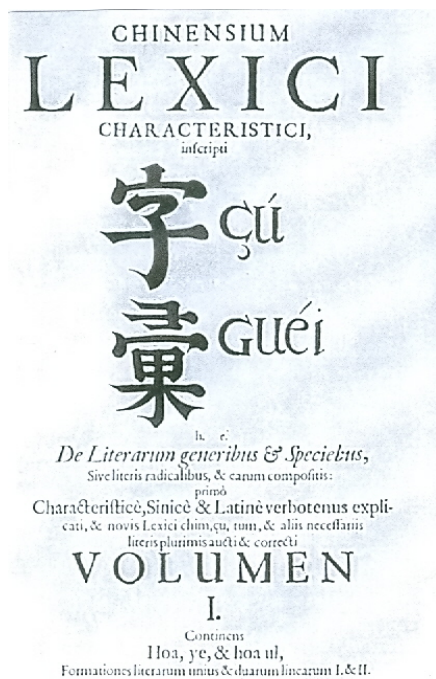 CHINENSIUM
LEXICI
CHARACTERISTICI,
inscripti
字 çú
彙 Guéi
h. e.
De Literarum generibus & Speciebus,
Sive literis radicalibus, & earum compositis:
primò
Characteristicè, Sinicè & Latinè verbotenus expli-
cati, & novis Lexici chim, çu, tum, & aliis necessariis
literis plurimis aucti & correcti
VOLUMEN
I.
Continens
Hoa, ye, & hoa ul,
Formationes literarum unius & duarum linearum I. & II.